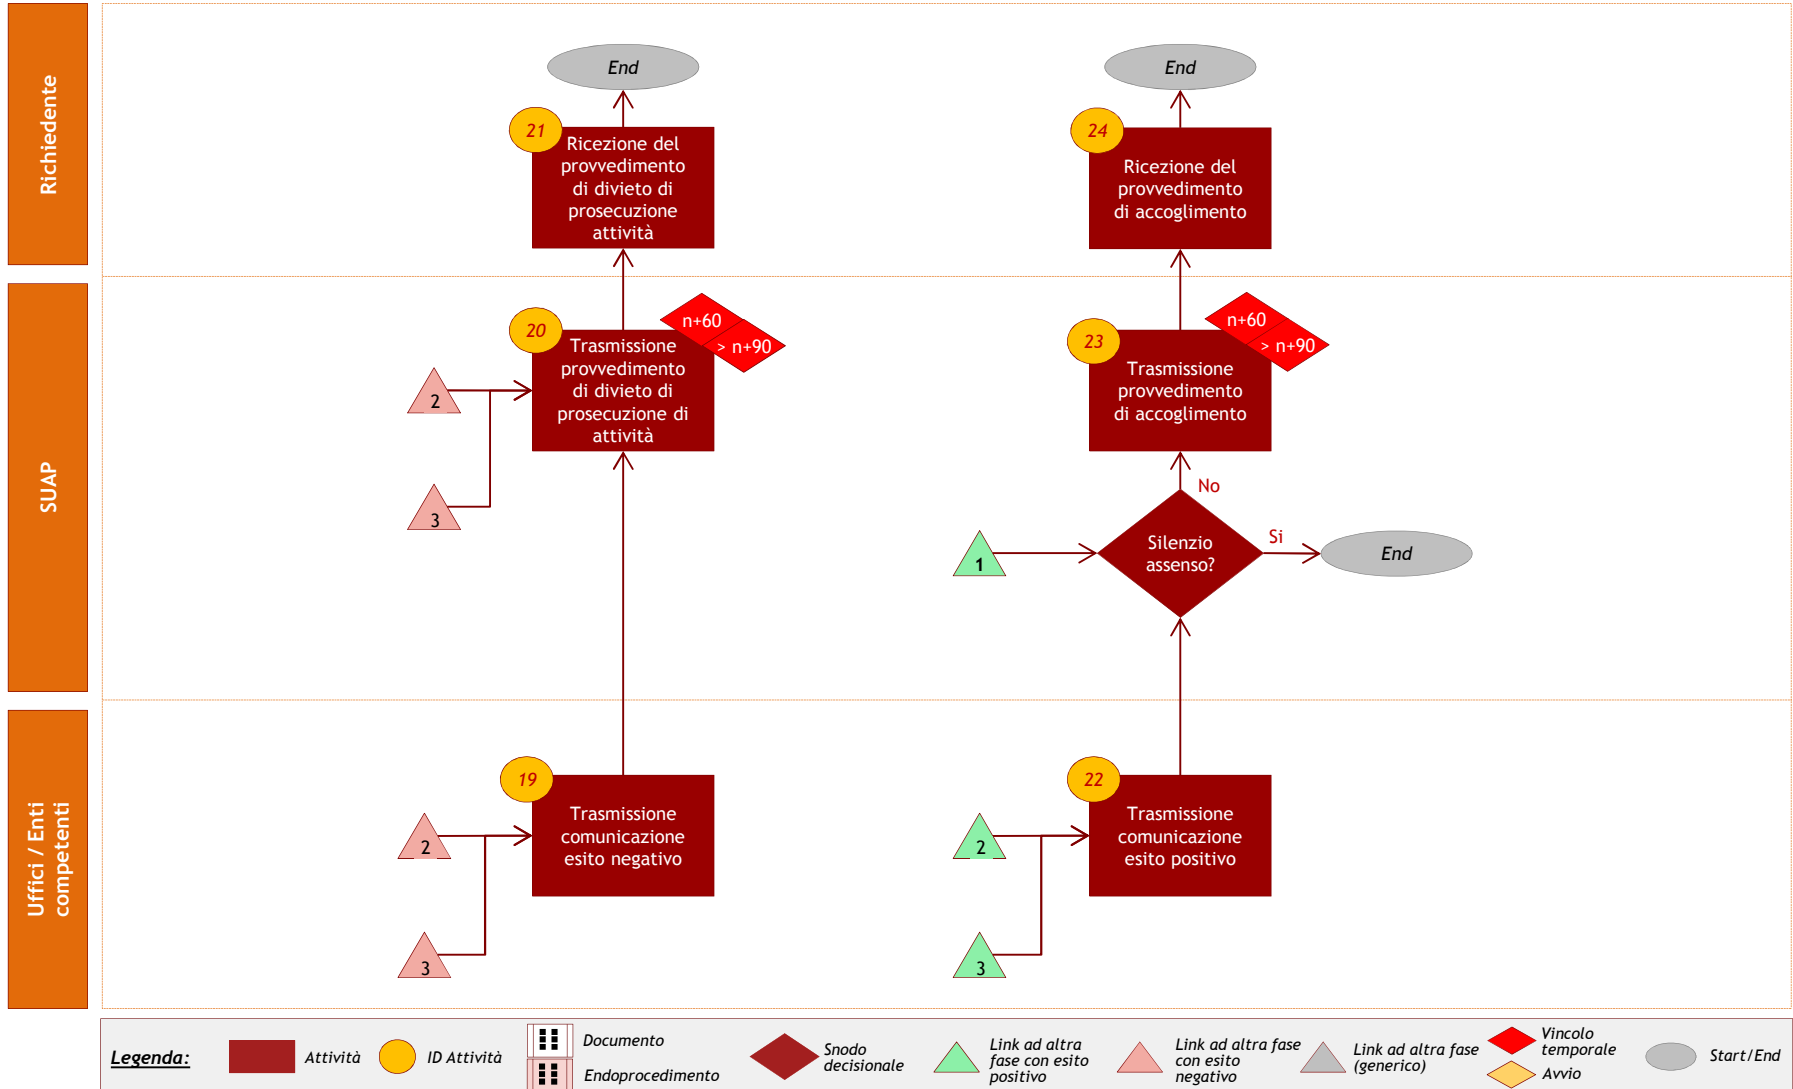 Richiedente
End
End
21
Ricezione del
provvedimento
di divieto di
prosecuzione
attività
24
Ricezione del
provvedimento
di accoglimento
SUAP
20
n+60
> n+90
Trasmissione
provvedimento
di divieto di
prosecuzione di
attività
2
3
23
n+60
> n+90
Trasmissione
provvedimento
di accoglimento
No
1
Silenzio
assenso?
Si
End
Uffici / Enti
competenti
19
Trasmissione
comunicazione
esito negativo
2
3
22
Trasmissione
comunicazione
esito positivo
2
3
Legenda:
Attività
ID Attività
Documento
Endoprocedimento
Snodo
decisionale
Link ad altra
fase con esito
positivo
Link ad altra fase
con esito
negativo
Link ad altra fase
(generico)
Vincolo
temporale
Avvio
Start/End